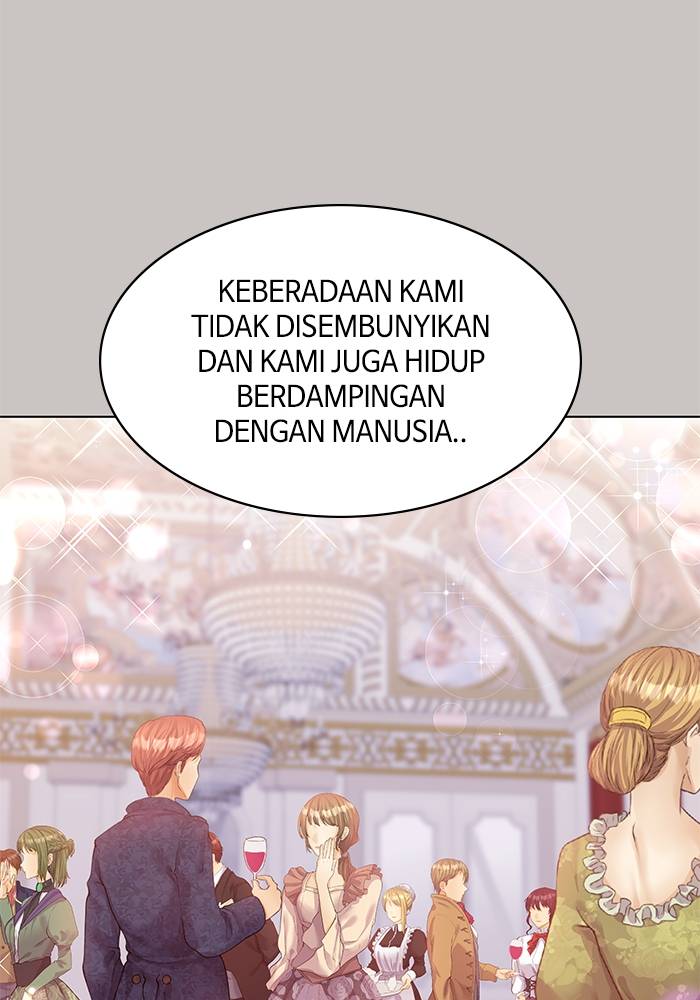 KEBERADAAN KAMI
TIDAK DISEMBUNYIKAN
DAN KAMI JUGA HIDUP
BERDAMPINGAN
DENGAN MANUSIA..